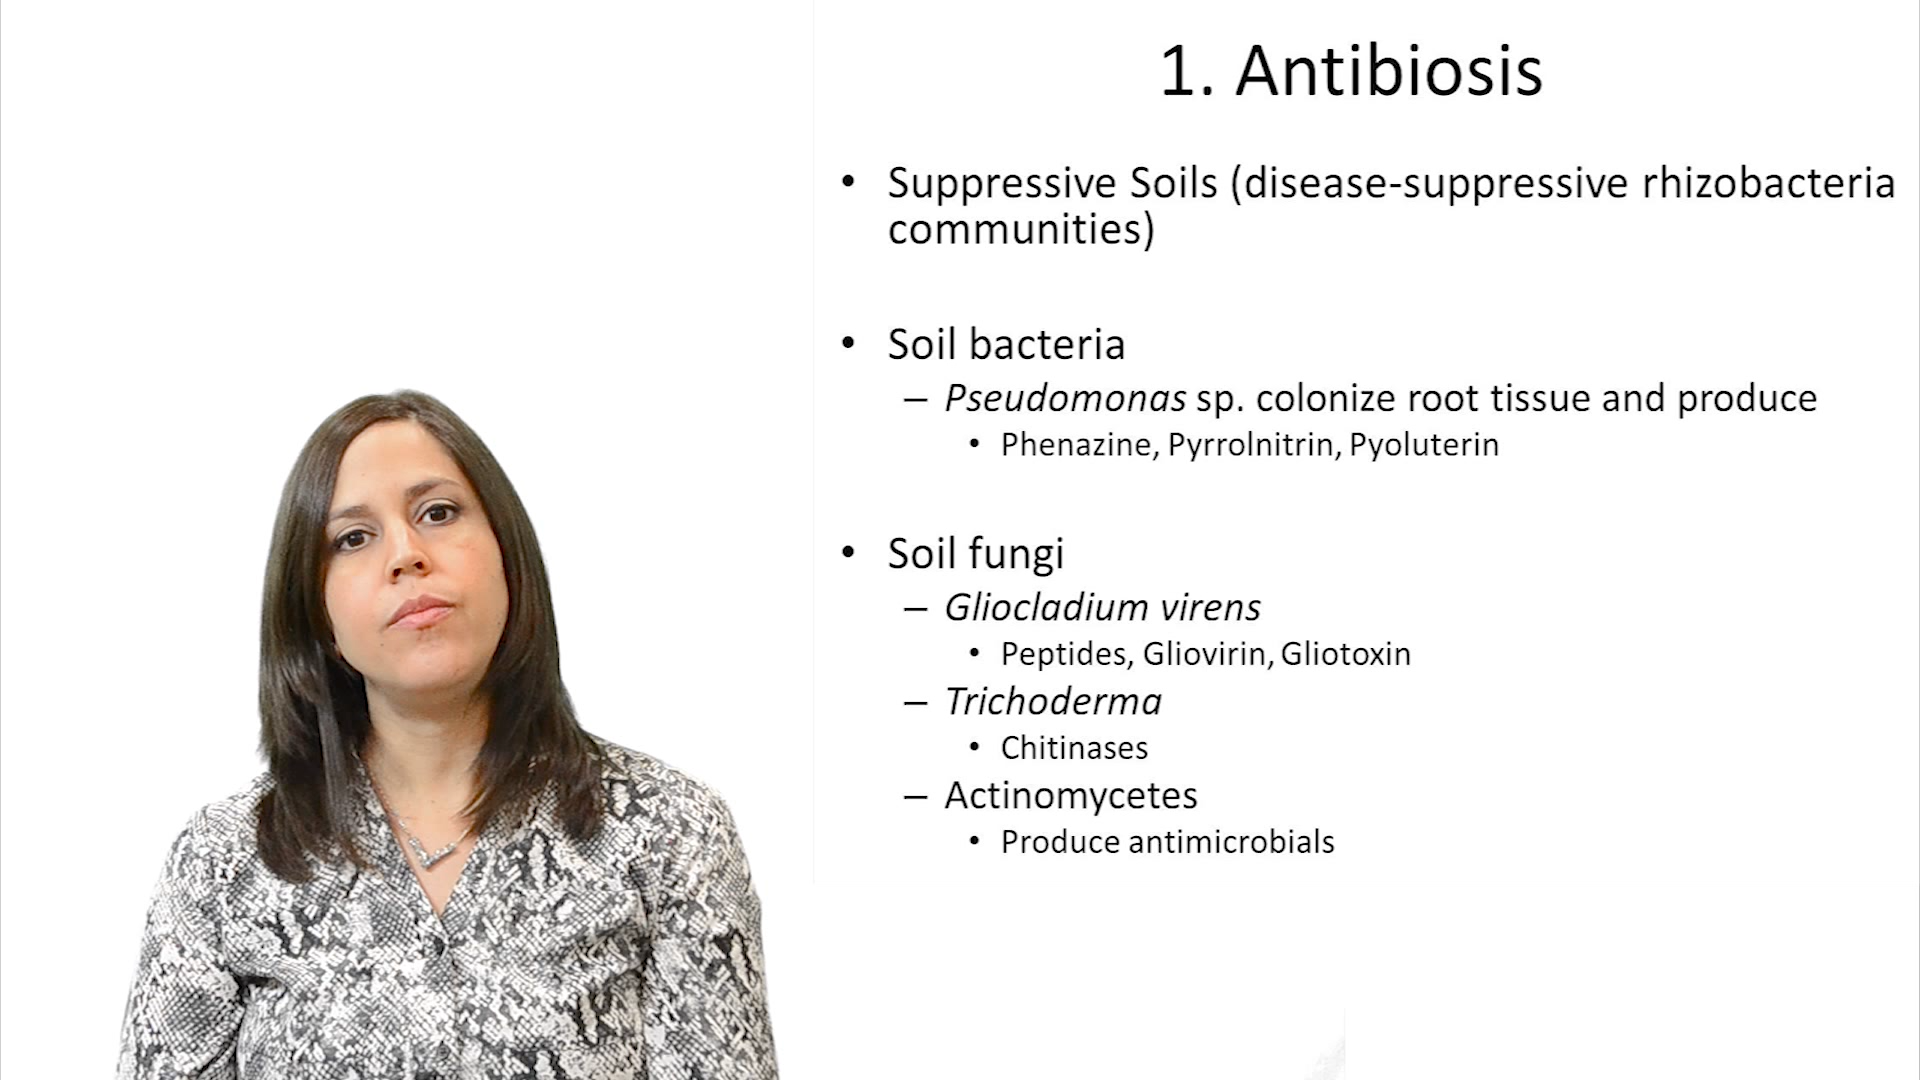 1. Antibiosis
• Suppressive Soils (disease-suppressive rhizobacteria
communities)
• Soil bacteria
– Pseudomonas sp. colonize root tissue and produce
• Phenazine, Pyrrolnitrin, Pyoluterin
• Soil fungi
– Gliocladium virens
• Peptides, Gliovirin, Gliotoxin
– Trichoderma
• Chitinases
– Actinomycetes
• Produce antimicrobials